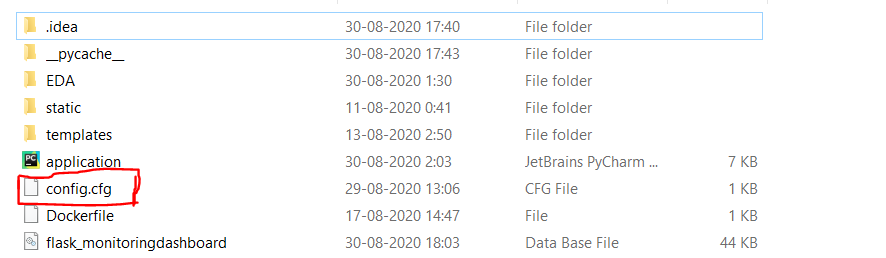 .idea 30-08-2020 17:40 File folder
__pycache__ 30-08-2020 17:43 File folder
EDA 30-08-2020 1:30 File folder
static 11-08-2020 0:41 File folder
templates 13-08-2020 2:50 File folder
PC application 30-08-2020 2:03 JetBrains PyCharm ... 7 KB
config.cfg 29-08-2020 13:06 CFG File 1 KB
Dockerfile 17-08-2020 14:47 File 1 KB
flask_monitoringdashboard 30-08-2020 18:03 Data Base File 44 KB